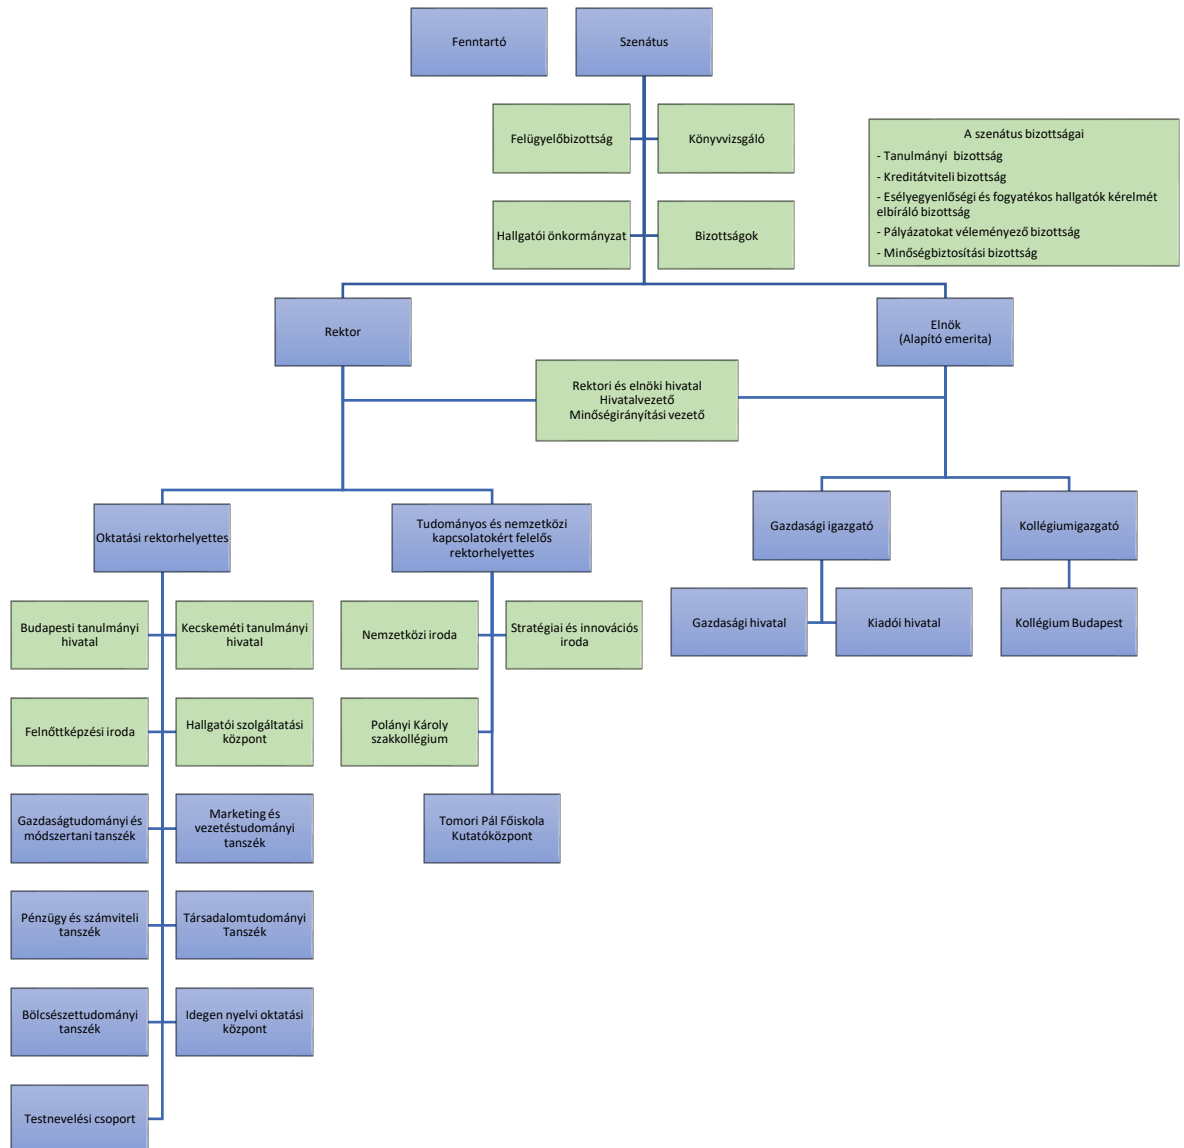 Fenntartó
Szenátus
Felügyelőbizottság
Könyvvizsgáló
Hallgatói önkormányzat
Bizottságok
A szenátus bizottságai
- Tanulmányi bizottság
- Kreditátviteli bizottság
- Esélyegyenlőségi és fogyatékos hallgatók kérelmét
elbíráló bizottság
- Pályázatokat véleményező bizottság
- Minőségbiztosítási bizottság
Rektor
Elnök
(Alapító emerita)
Rektori és elnöki hivatal
Hivatalvezető
Minőségirányítási vezető
Oktatási rektorhelyettes
Tudományos és nemzetközi
kapcsolatokért felelős
rektorhelyettes
Gazdasági igazgató
Kollégiumigazgató
Budapesti tanulmányi
hivatal
Kecskeméti tanulmányi
hivatal
Nemzetközi iroda
Stratégiai és innovációs
iroda
Gazdasági hivatal
Kiadói hivatal
Kollégium Budapest
Felnőttképzési iroda
Hallgatói szolgáltatási
központ
Polányi Károly
szakkollégium
Gazdaságtudományi és
módszertani tanszék
Marketing és
vezetéstudományi
tanszék
Tomori Pál Főiskola
Kutatóközpont
Pénzügy és számviteli
tanszék
Társadalomtudományi
Tanszék
Bölcsészettudományi
tanszék
Idegen nyelvi oktatási
központ
Testnevelési csoport